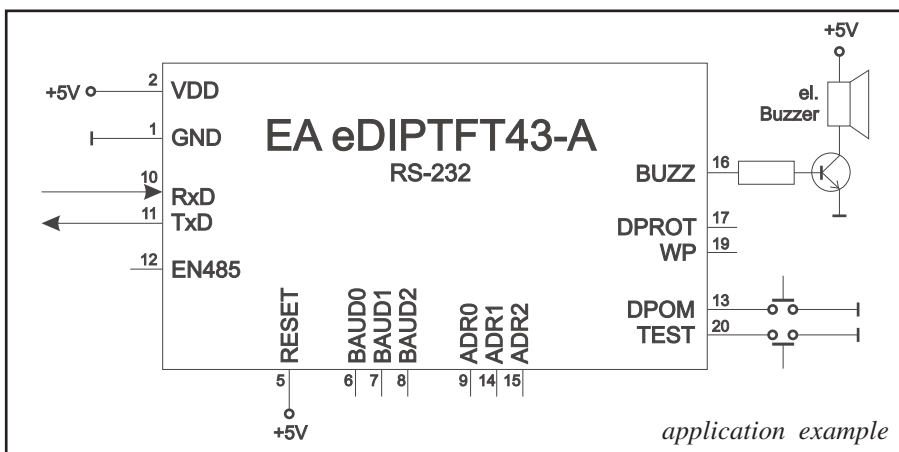 +5V
+5V
2
VDD
1
GND
10
RxD
11
TxD
12
EN485
EA eDIPTFT43-A
RS-232
el.
Buzzer
BUZZ
16
DPROT
17
WP
19
DPOM
13
TEST
20
RESET
BAUD0
BAUD1
BAUD2
ADR0
ADR1
ADR2
5
6
7
8
9
14
15
+5V
application example